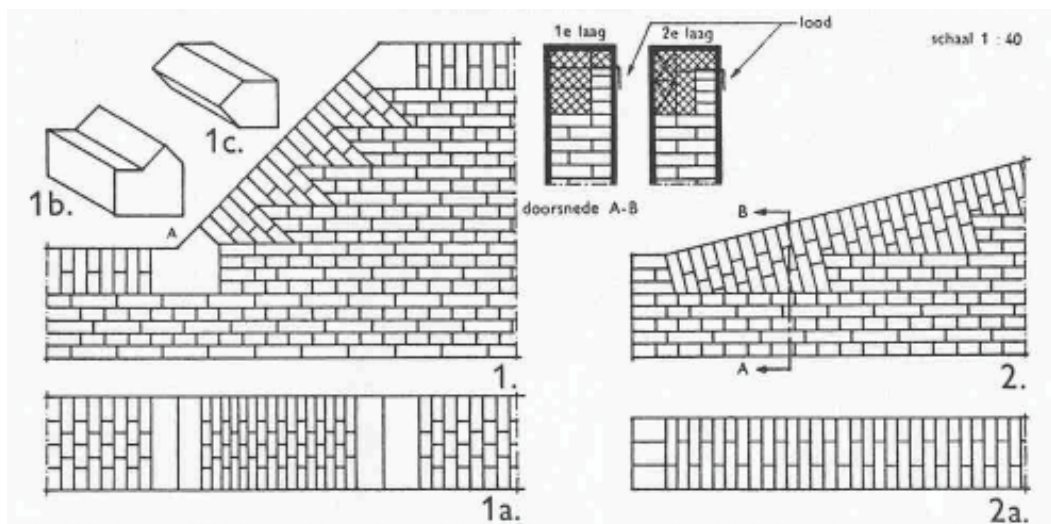 lood
1e laag
2e laag
schaal 1 : 40
1c.
1b.
doorsnede A-B
A
B
A
1.
2.
1a.
2a.